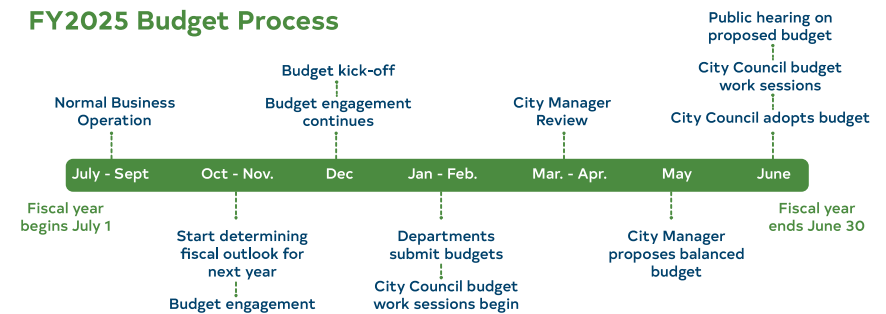 FY2025 Budget Process
Public hearing on
proposed budget
City Council budget
work sessions
City Council adopts budget
Budget kick-off
Budget engagement
continues
Normal Business
Operation
City Manager
Review
July - Sept
Oct - Nov.
Dec
Jan - Feb.
Mar. - Apr.
May
June
Fiscal year
begins July 1
Start determining
fiscal outlook for
next year
Budget engagement
Departments
submit budgets
City Council budget
work sessions begin
City Manager
proposes balanced
budget
Fiscal year
ends June 30